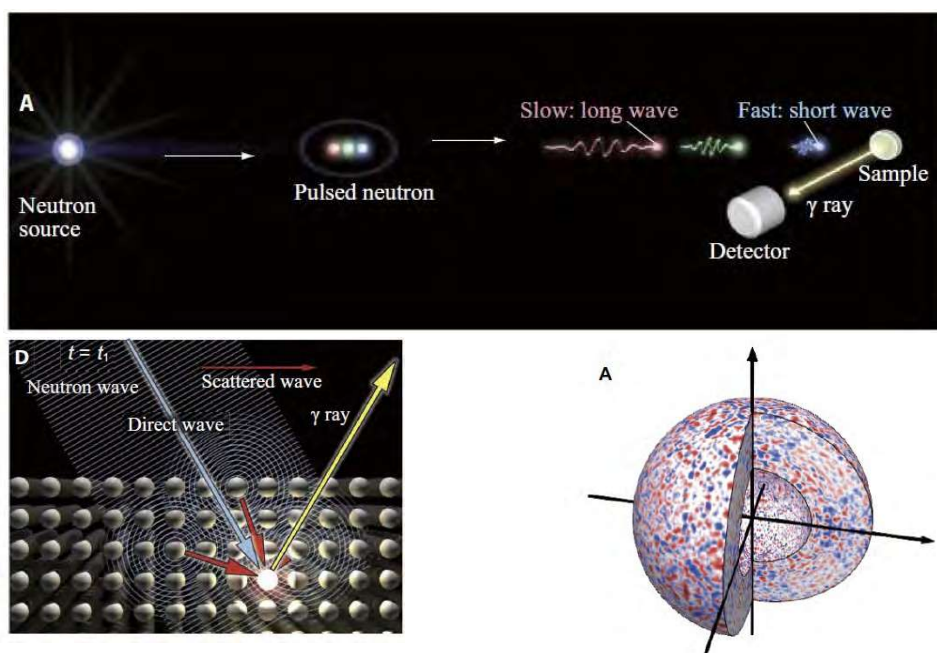 A
Slow: long wave
Fast: short wave
Neutron
source
Pulsed neutron
Sample
γ ray
Detector
D
t = t₁
Neutron wave
Scattered wave
Direct wave
γ ray
A